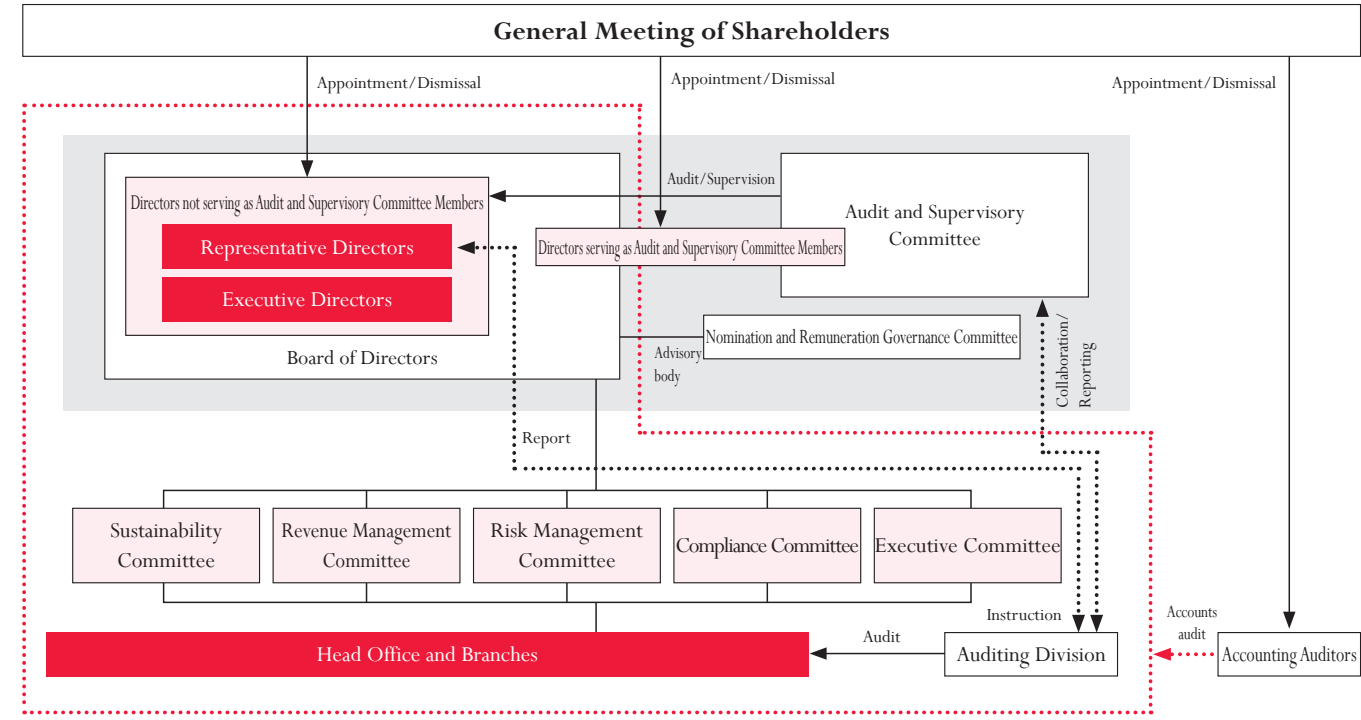 General Meeting of Shareholders
Appointment/Dismissal
Appointment/Dismissal
Appointment/Dismissal
Audit/Supervision
Directors not serving as Audit and Supervisory Committee Members
Audit and Supervisory
Committee
Representative Directors
Directors serving as Audit and Supervisory Committee Members
Executive Directors
Board of Directors
Advisory
body
Nomination and Remuneration Governance Committee
Collaboration/
Reporting
Report
Sustainability
Committee
Revenue Management
Committee
Risk Management
Committee
Compliance Committee
Executive Committee
Instruction
Accounts
audit
Head Office and Branches
Audit
Auditing Division
Accounting Auditors